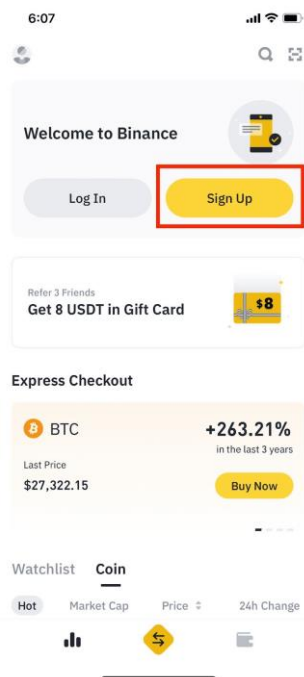 6:07
Welcome to Binance
Log In
Sign Up
Refer 3 Friends
Get 8 USDT in Gift Card
$8
Express Checkout
BTC
+263.21%
in the last 3 years
Last Price
$27,322.15
Buy Now
Watchlist Coin
Hot Market Cap Price 24h Change